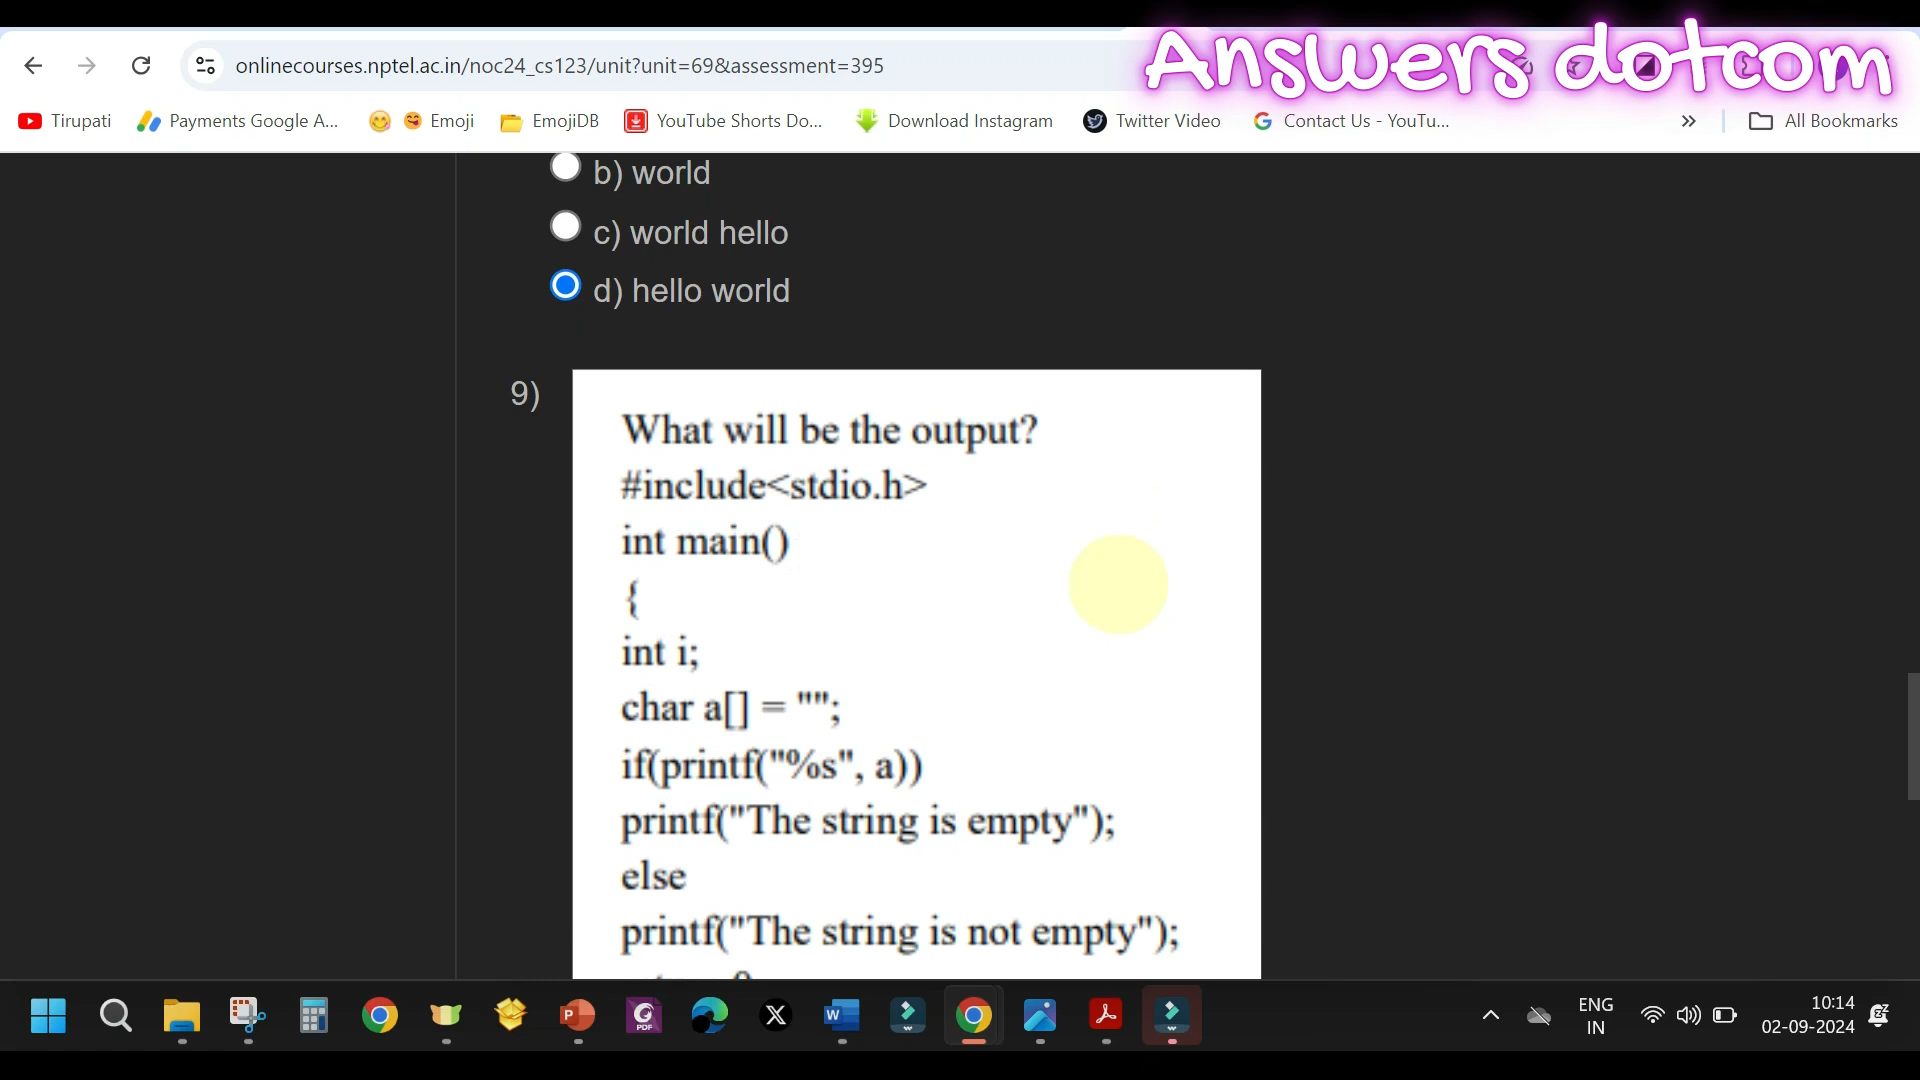 Answers dotcom
onlinecourses.nptel.ac.in/noc24_cs123/unit?unit=69&assessment=395
Tirupati
Payments Google A...
Emoji
EmojiDB
YouTube Shorts Do...
Download Instagram
Twitter Video
Contact Us - YouTu...
»
All Bookmarks
b) world
c) world hello
d) hello world
9)
What will be the output?
#include<stdio.h>
int main()
{
int i;
char a[] = "";
if(printf("%s", a))
printf("The string is empty");
else
printf("The string is not empty");
ENG
IN
10:14
02-09-2024